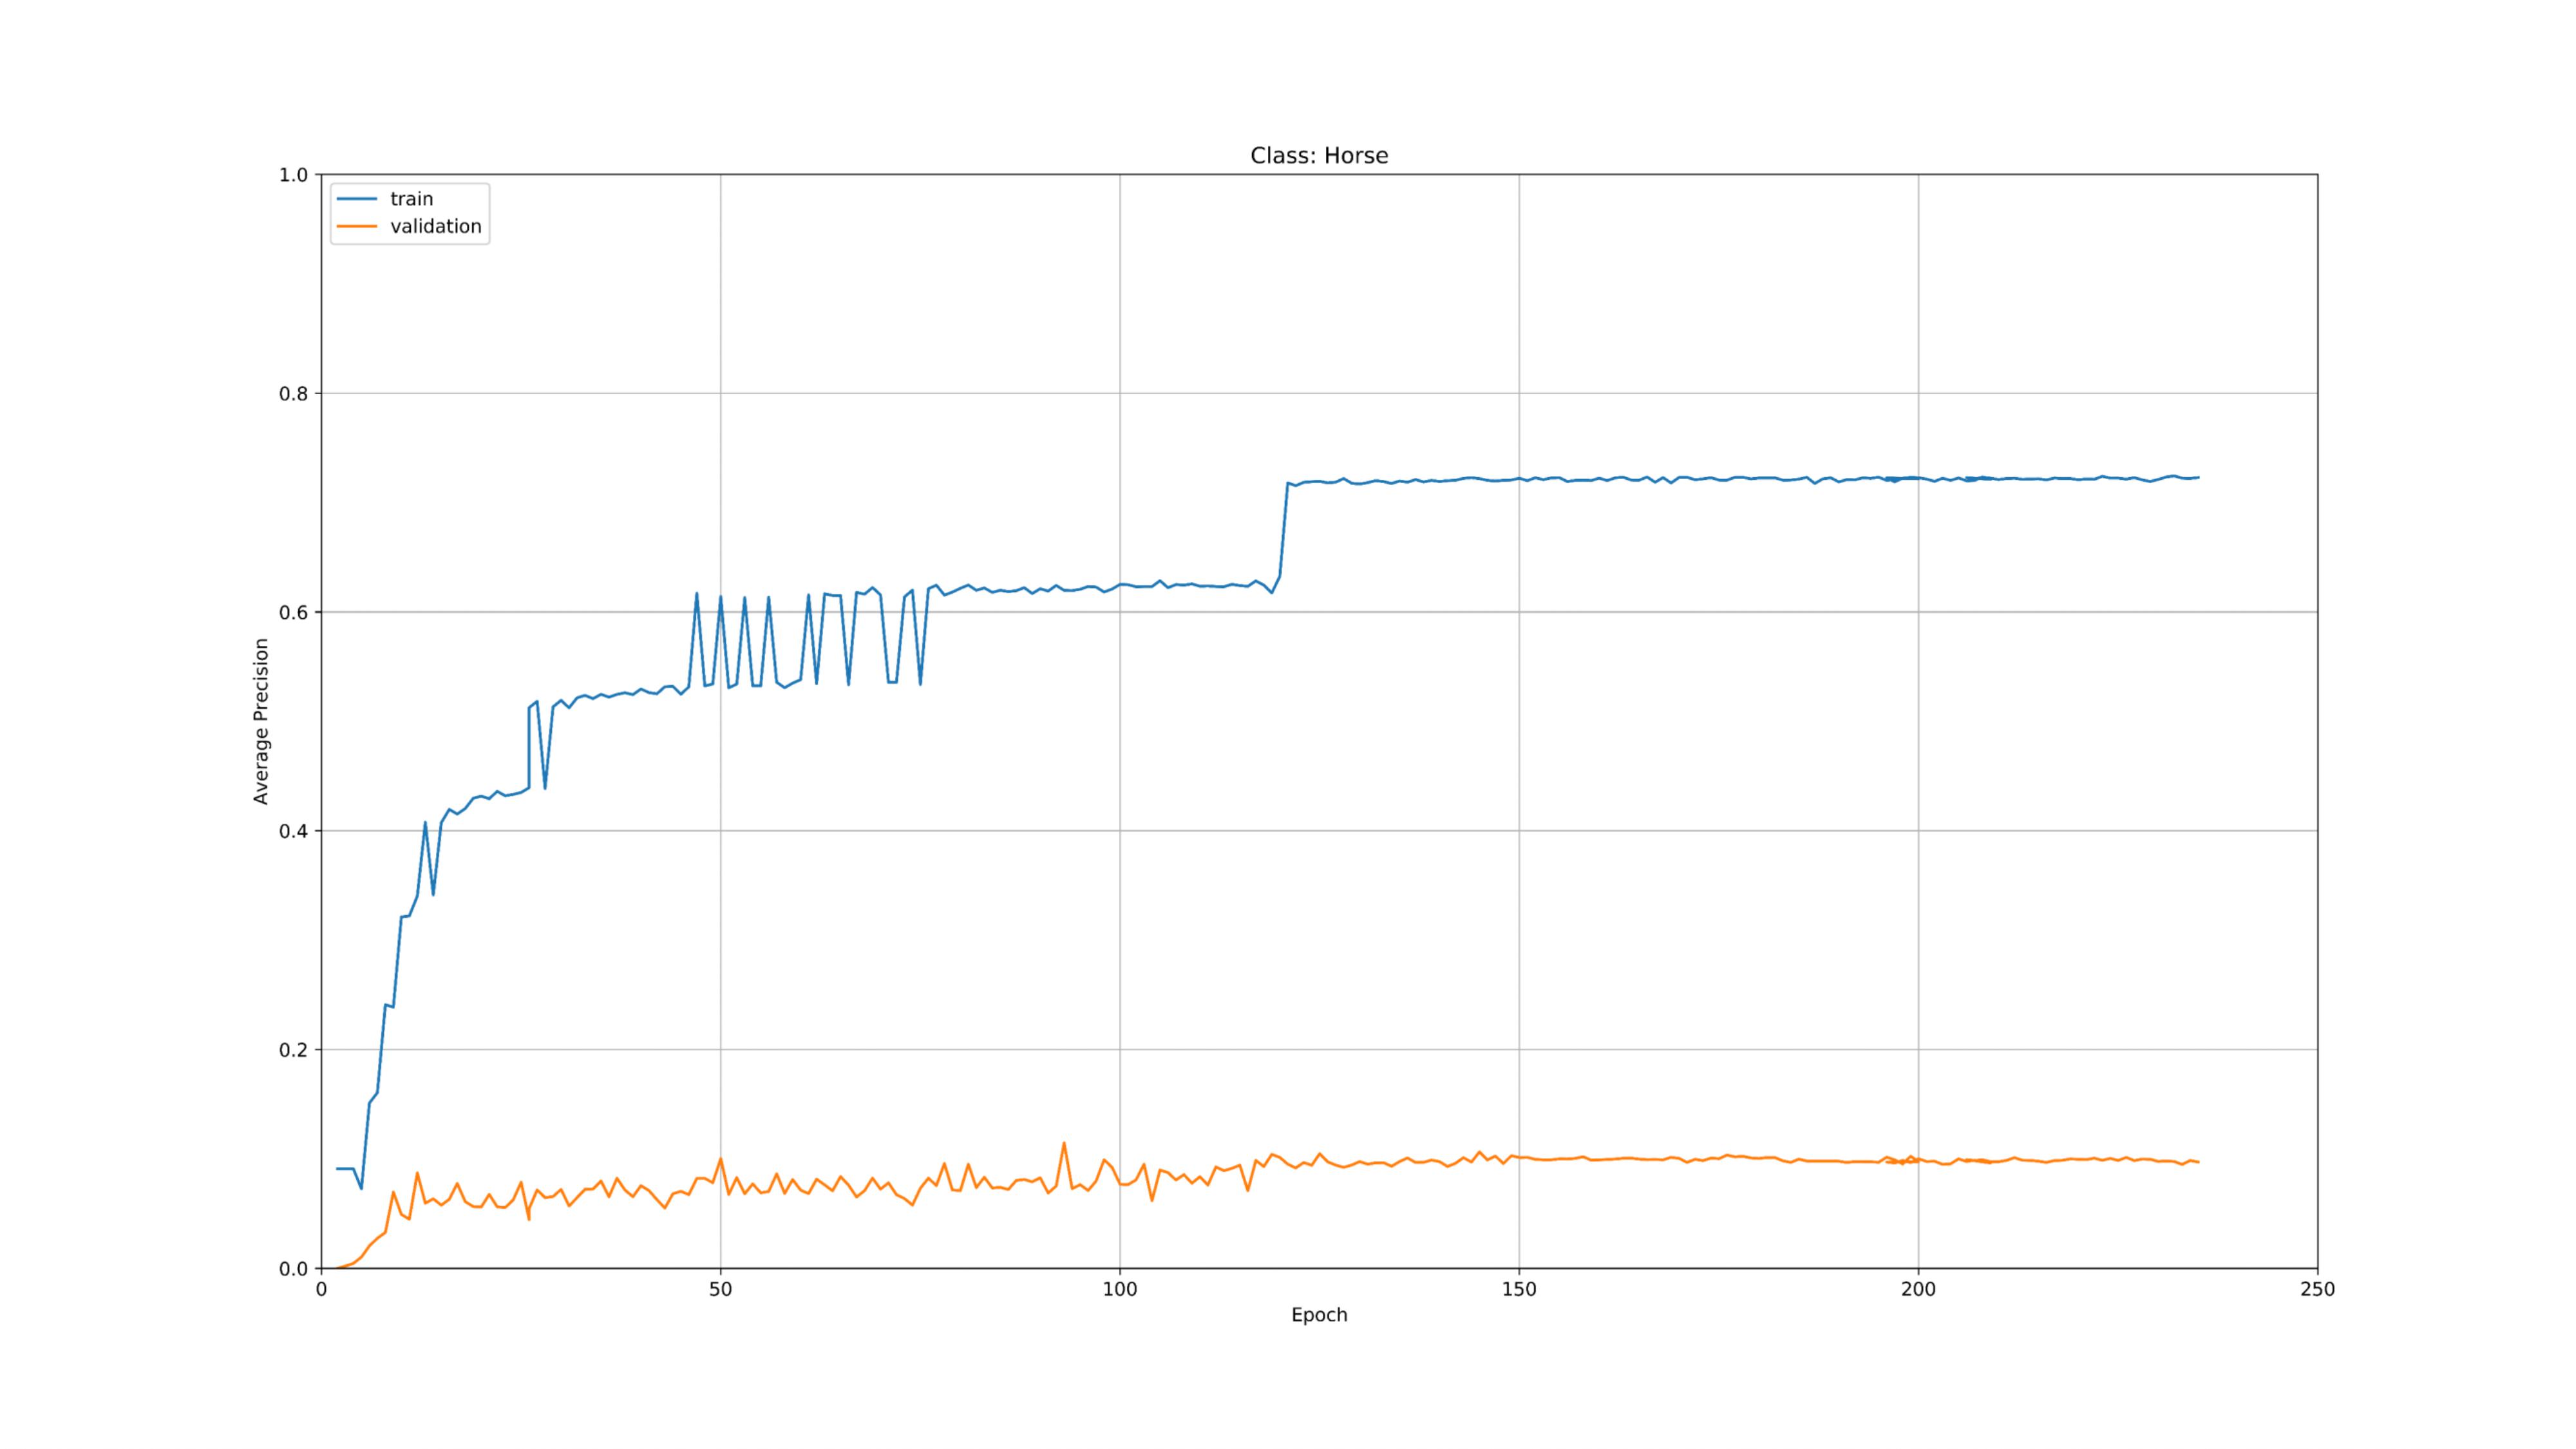 Class: Horse
train
validation
1.0
0.8
0.6
0.4
0.2
0.0
Average Precision
0 50 100 150 200 250
Epoch